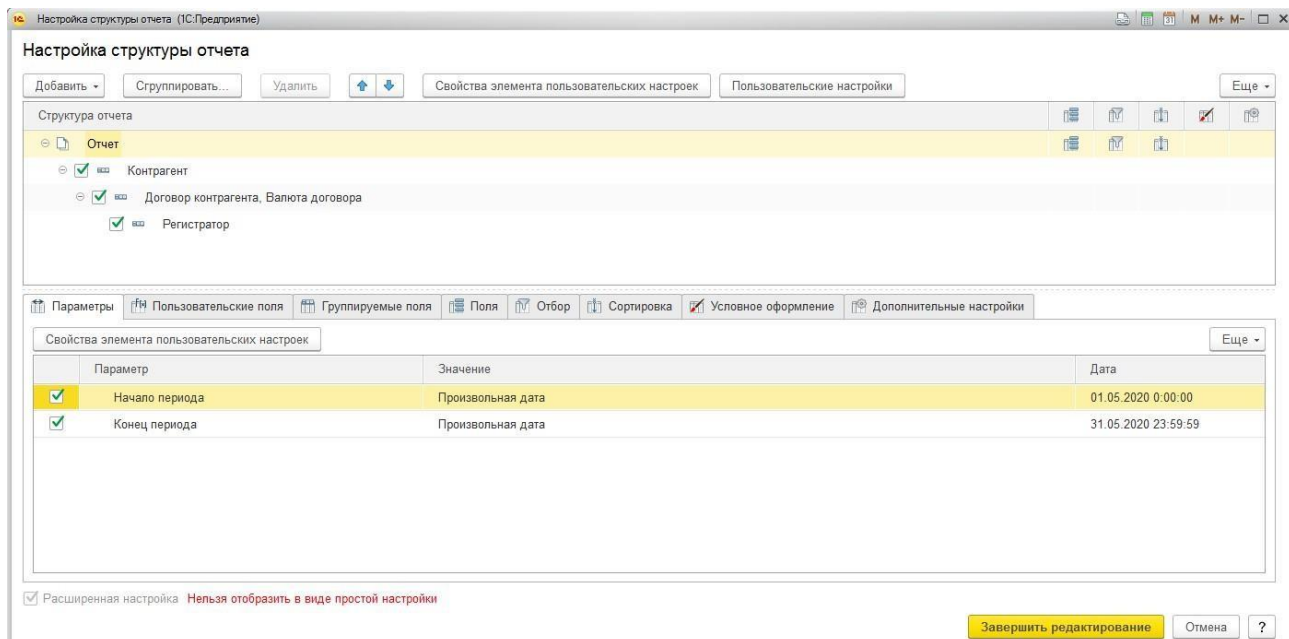 Настройка структуры отчета (1С:Предприятие) M M+ M-
Настройка структуры отчета
Добавить Сгруппировать... Удалить Свойства элемента пользовательских настроек Пользовательские настройки Еще
Структура отчета
Отчет
Контрагент
Договор контрагента, Валюта договора
Регистратор
Параметры Пользовательские поля Группируемые поля Поля Отбор Сортировка Условное оформление Дополнительные настройки
Свойства элемента пользовательских настроек Еще
Параметр Значение Дата
Начало периода Произвольная дата 01.05.2020 0:00:00
Конец периода Произвольная дата 31.05.2020 23:59:59
Расширенная настройка Нельзя отобразить в виде простой настройки
Завершить редактирование Отмена ?